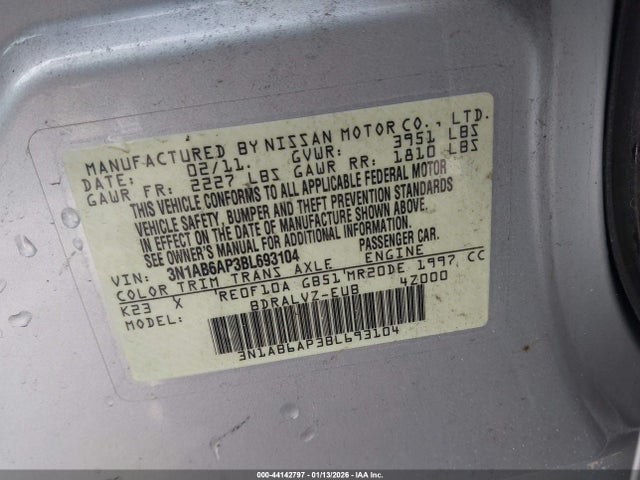 MANUFACTURED BY NISSAN MOTOR CO., LTD.
DATE: 02/11. GVWR: 3951 LBS
GAWR FR: 2227 LBS GAWR RR: 1810 LBS
THIS VEHICLE CONFORMS TO ALL APPLICABLE FEDERAL MOTOR
VEHICLE SAFETY, BUMPER AND THEFT PREVENTION STANDARDS
IN EFFECT ON THE DATE OF MANUFACTURE SHOWN ABOVE.
SEE OWNER'S MANUAL FOR ADDITIONAL INFORMATION.
VIN: 3N1AB6AP3BL693104 PASSENGER CAR.
COLOR TRIM TRANS AXLE ENGINE
K23 X RE0F10A GB51 MR20DE 1997 CC
MODEL: BDRALVZ-EUB 4Z000
3N1AB6AP3BL693104
000-44142797 - 01/13/2026 - IAA Inc.